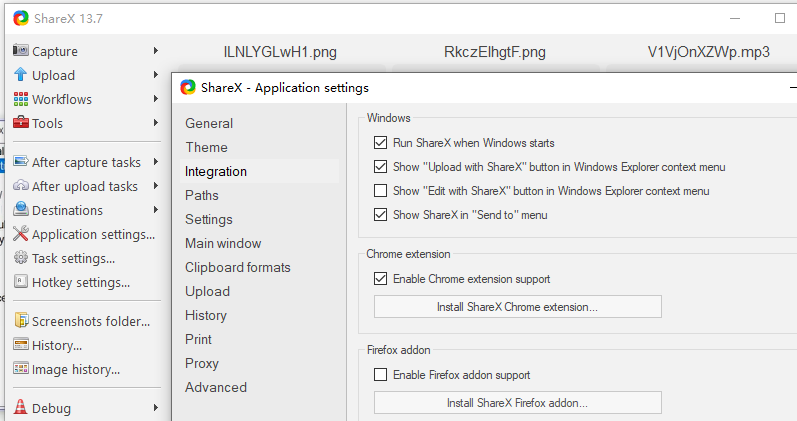 ShareX 13.7
Capture
Upload
Workflows
Tools
After capture tasks
After upload tasks
Destinations
Application settings...
Task settings...
Hotkey settings...
Screenshots folder...
History...
Image history...
Debug
ILNLYGLwH1.png
RkczElhgtF.png
V1VjOnXZWp.mp3
ShareX - Application settings
General
Theme
Integration
Paths
Settings
Main window
Clipboard formats
Upload
History
Print
Proxy
Advanced
Windows
Run ShareX when Windows starts
Show "Upload with ShareX" button in Windows Explorer context menu
Show "Edit with ShareX" button in Windows Explorer context menu
Show ShareX in "Send to" menu
Chrome extension
Enable Chrome extension support
Install ShareX Chrome extension...
Firefox addon
Enable Firefox addon support
Install ShareX Firefox addon...